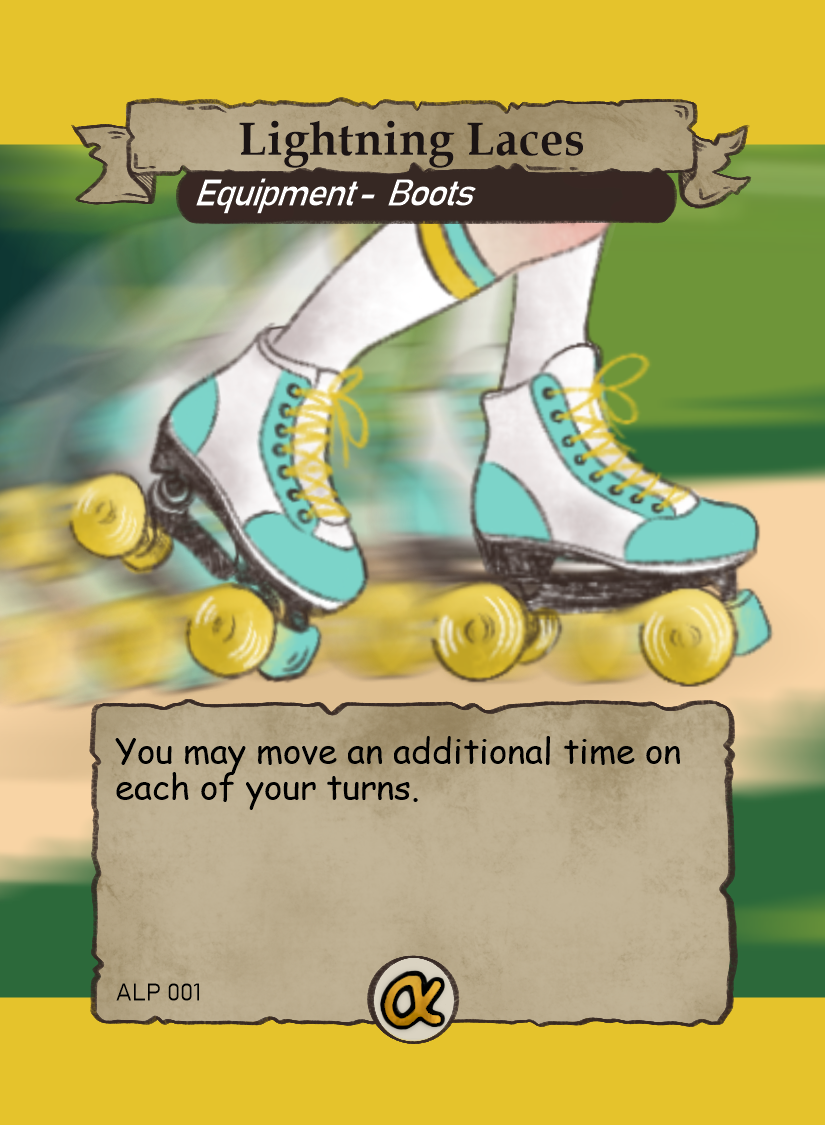 Lightning Laces
Equipment - Boots
You may move an additional time on
each of your turns.
ALP 001
α